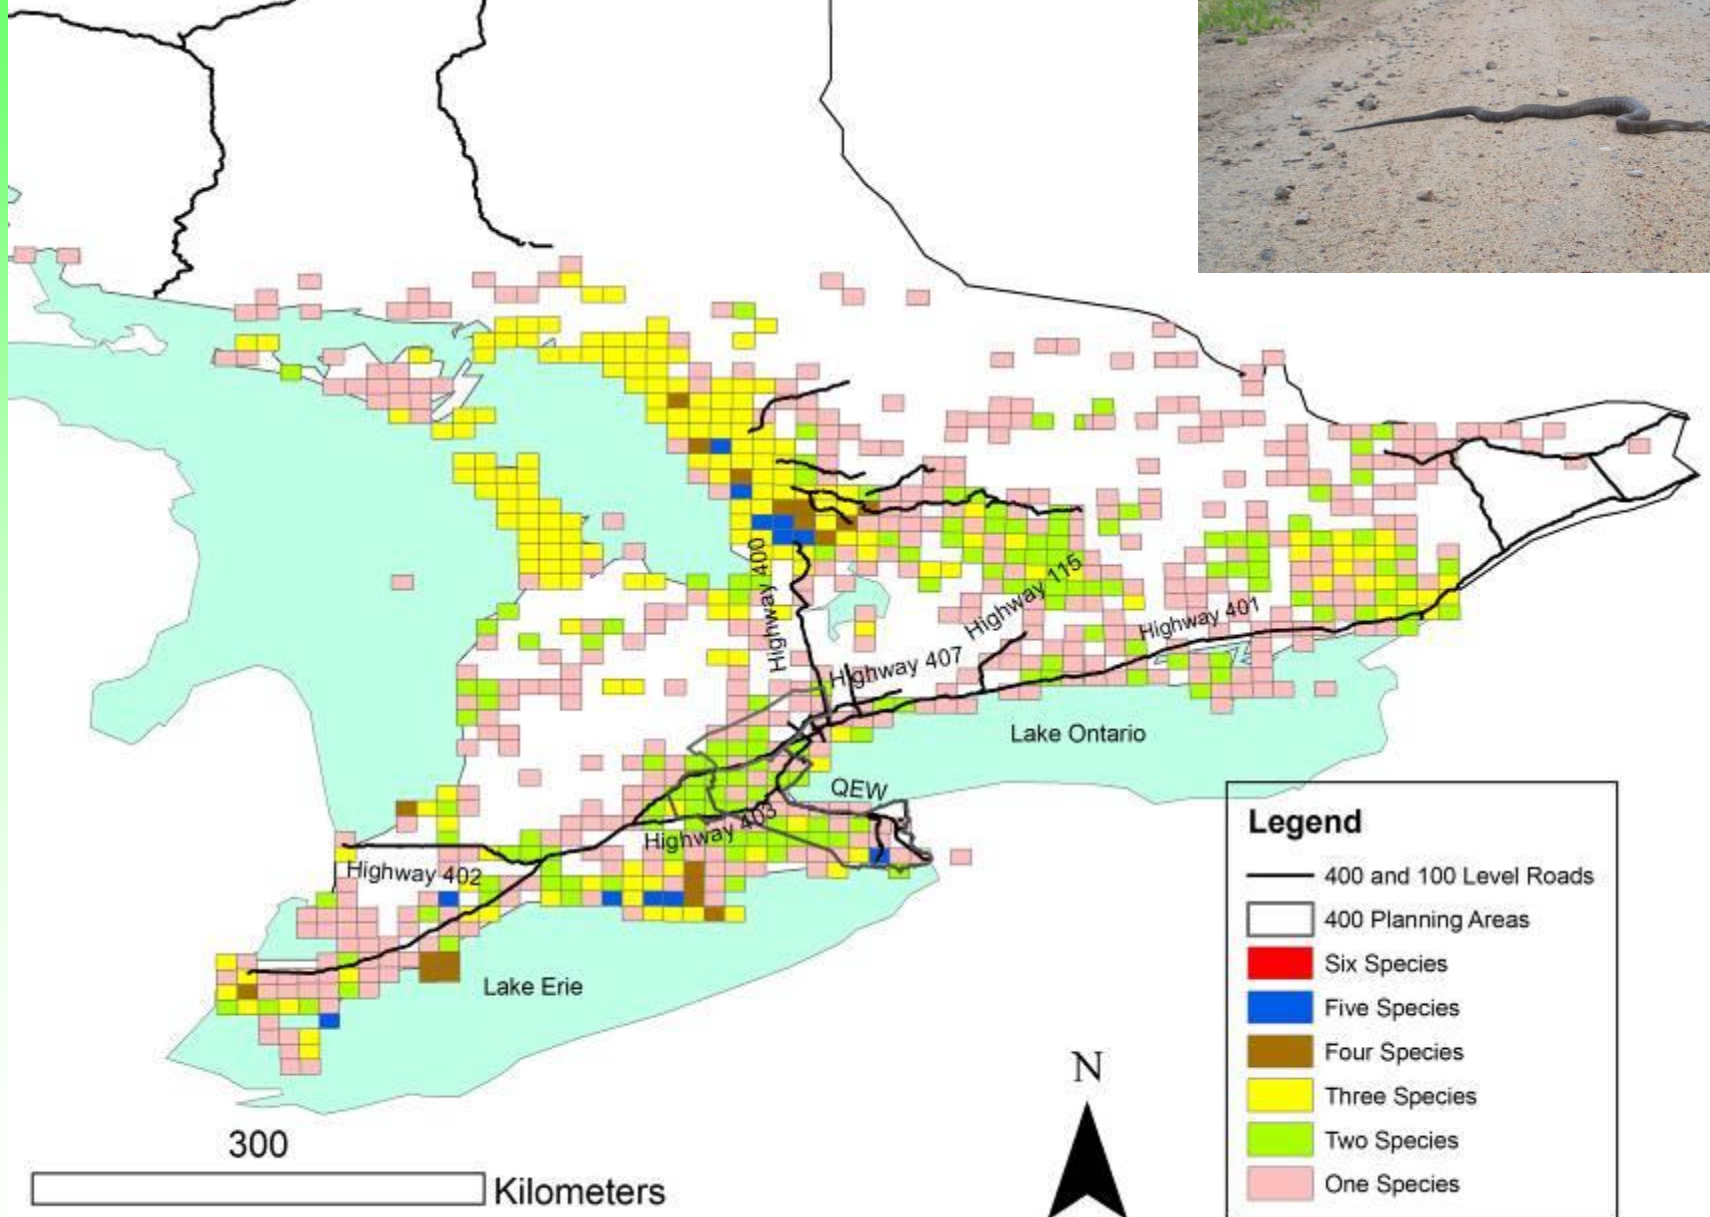 Highway 400
Highway 115
Highway 401
Highway 407
Lake Ontario
QEW
Highway 403
Highway 402
Lake Erie
Legend
400 and 100 Level Roads
400 Planning Areas
Six Species
Five Species
Four Species
Three Species
Two Species
One Species
N
300
Kilometers